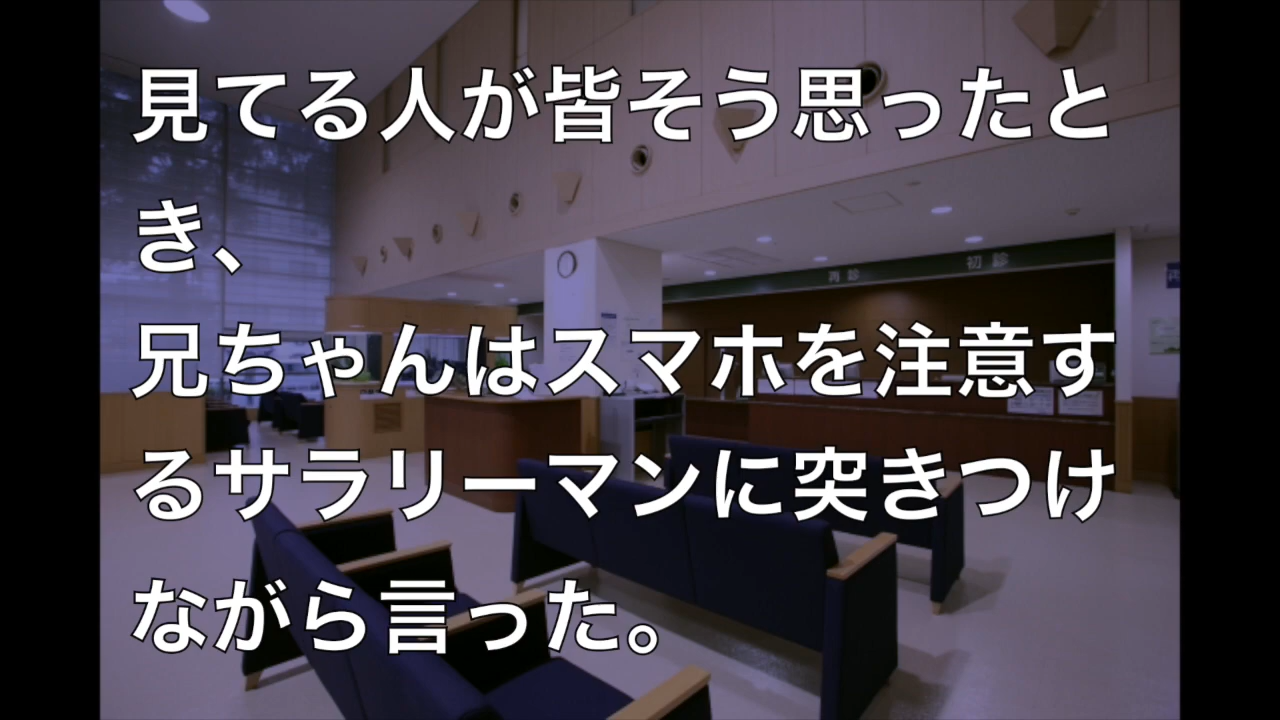 見てる人が皆そう思ったと
き、
兄ちゃんはスマホを注意す
るサラリーマンに突きつけ
ながら言った。
再診
初診